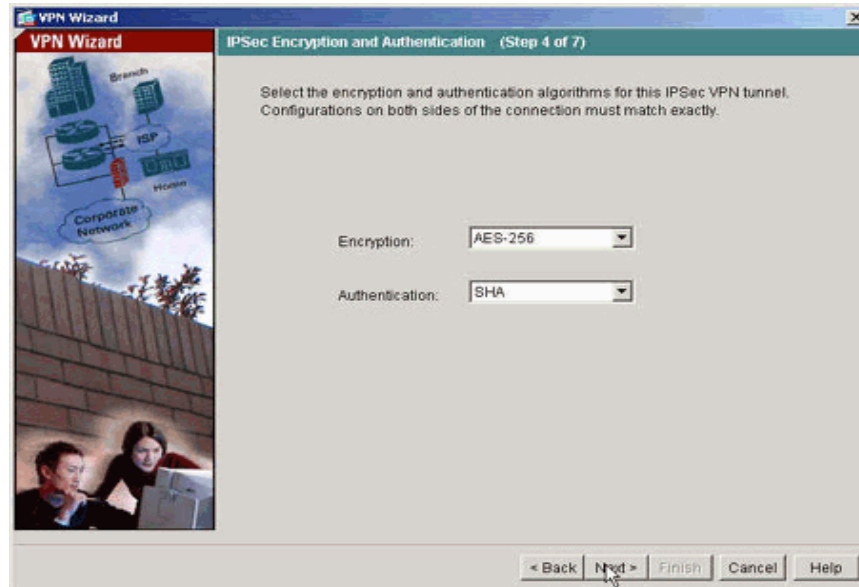 VPN Wizard
VPN Wizard
IPSec Encryption and Authentication (Step 4 of 7)
Branch
ISP
Home
Corporate
Network
Select the encryption and authentication algorithms for this IPSec VPN tunnel.
Configurations on both sides of the connection must match exactly.
Encryption: AES-256
Authentication: SHA
< Back Next > Finish Cancel Help